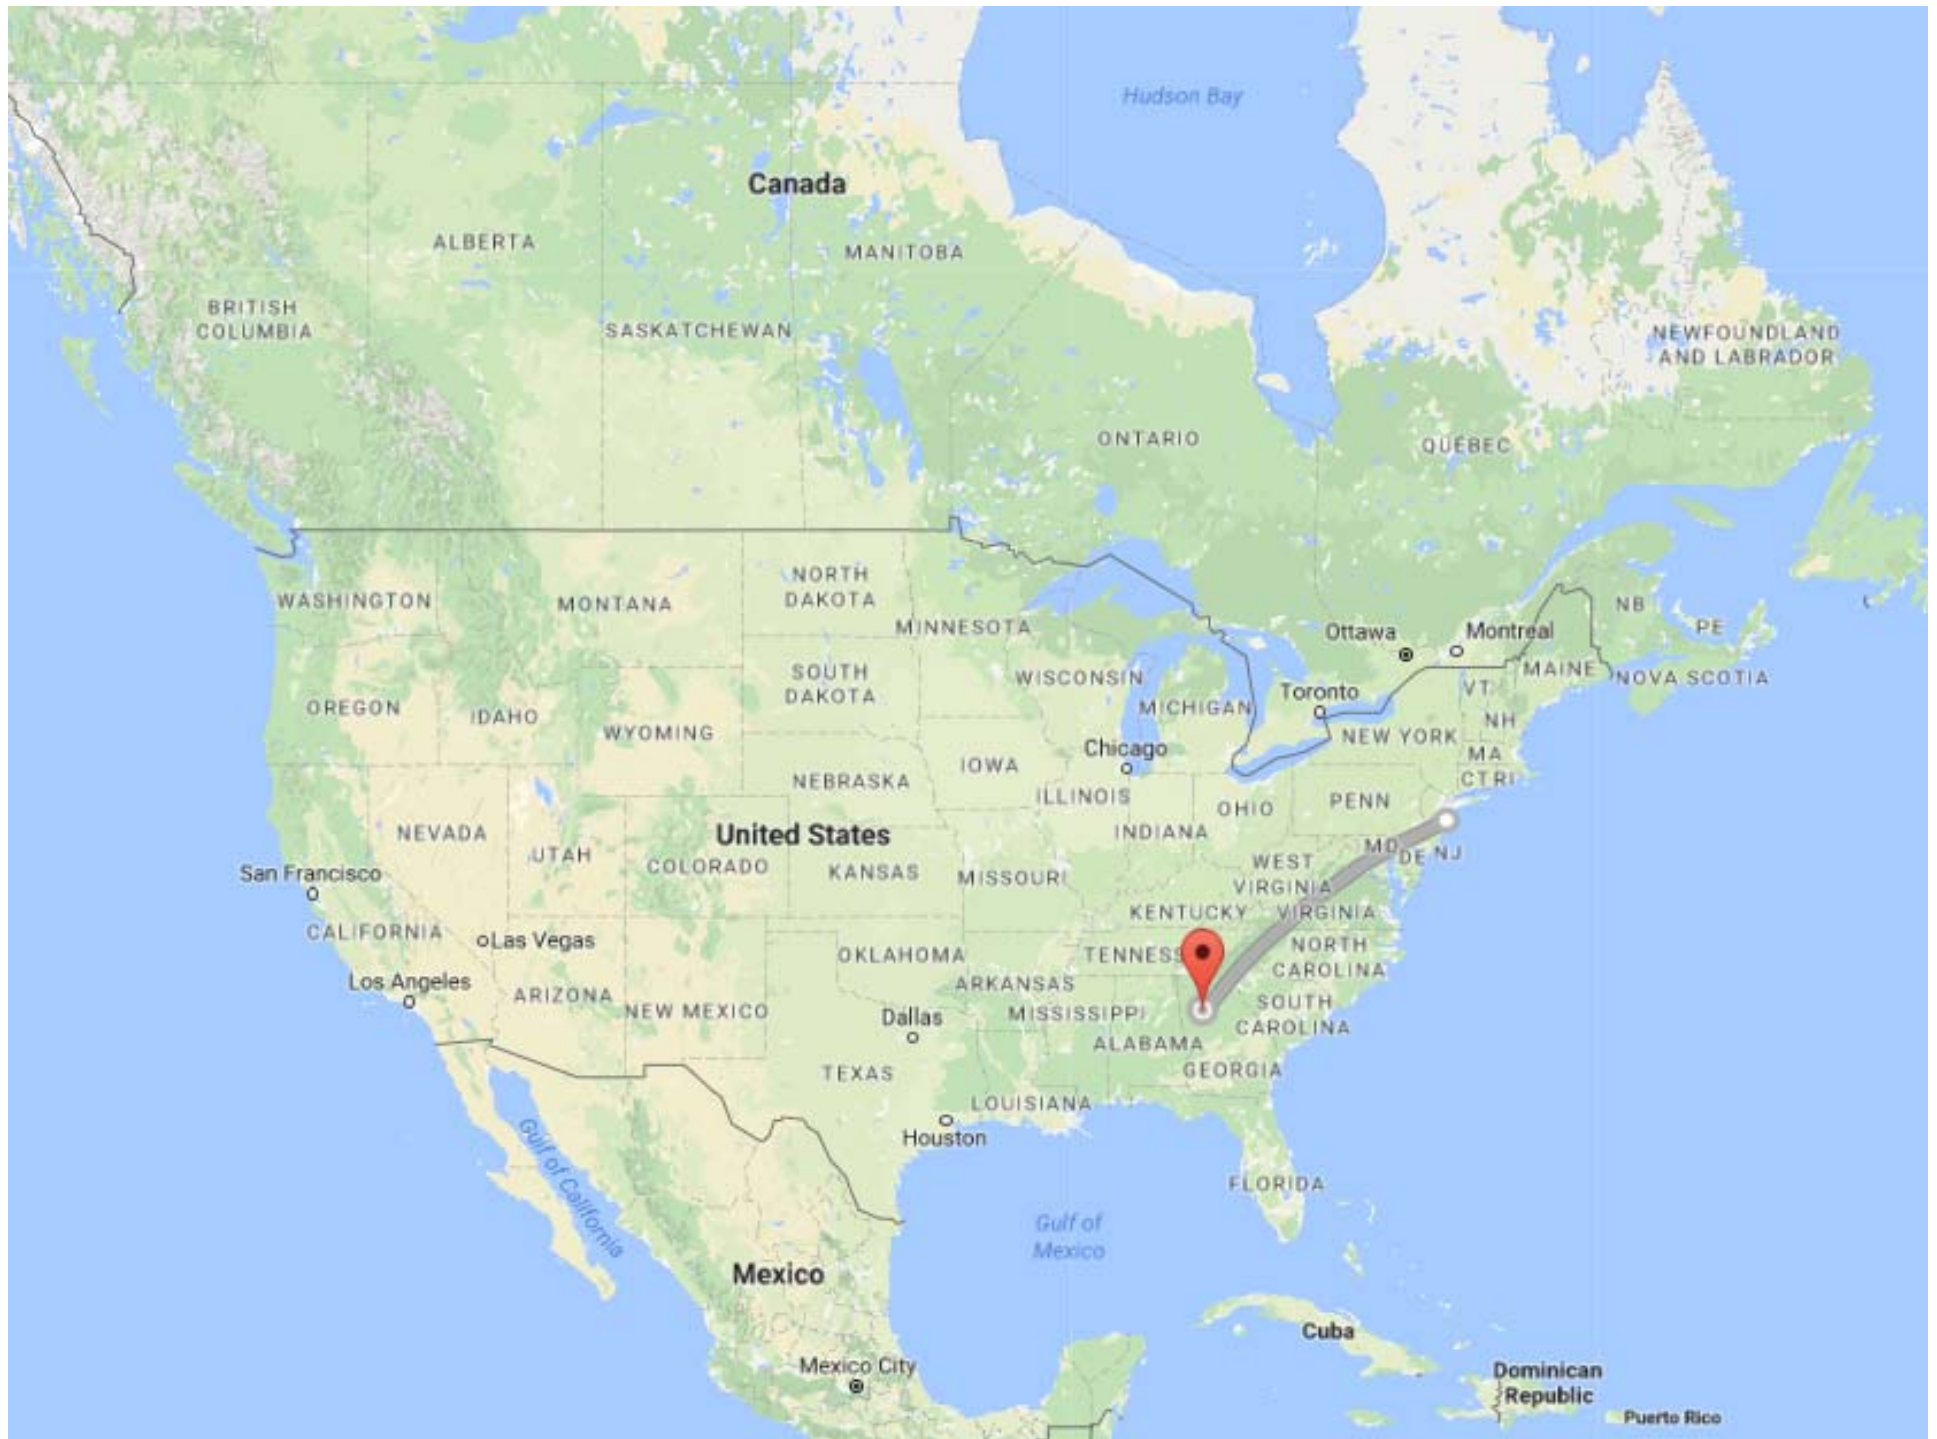 Hudson Bay
Canada
ALBERTA
MANITOBA
BRITISH
COLUMBIA
SASKATCHEWAN
NEWFOUNDLAND
AND LABRADOR
ONTARIO
QUÉBEC
NORTH
DAKOTA
WASHINGTON
MONTANA
NB
MINNESOTA
Ottawa
Montreal
PE
SOUTH
DAKOTA
WISCONSIN
MAINE
NOVA SCOTIA
OREGON
IDAHO
MICHIGAN
Toronto
VT
NH
WYOMING
NEW YORK
Chicago
MA
IOWA
CT RI
NEBRASKA
ILLINOIS
OHIO
PENN
NEVADA
United States
INDIANA
UTAH
COLORADO
KANSAS
MISSOURI
WEST
VIRGINIA
MD
DE
NJ
San Francisco
KENTUCKY
VIRGINIA
CALIFORNIA
Las Vegas
OKLAHOMA
TENNESS
NORTH
CAROLINA
Los Angeles
ARIZONA
NEW MEXICO
ARKANSAS
Dallas
MISSISSIPPI
SOUTH
CAROLINA
ALABAMA
TEXAS
GEORGIA
LOUISIANA
Houston
Gulf of California
FLORIDA
Gulf of
Mexico
Mexico
Cuba
Mexico City
Dominican
Republic
Puerto Rico